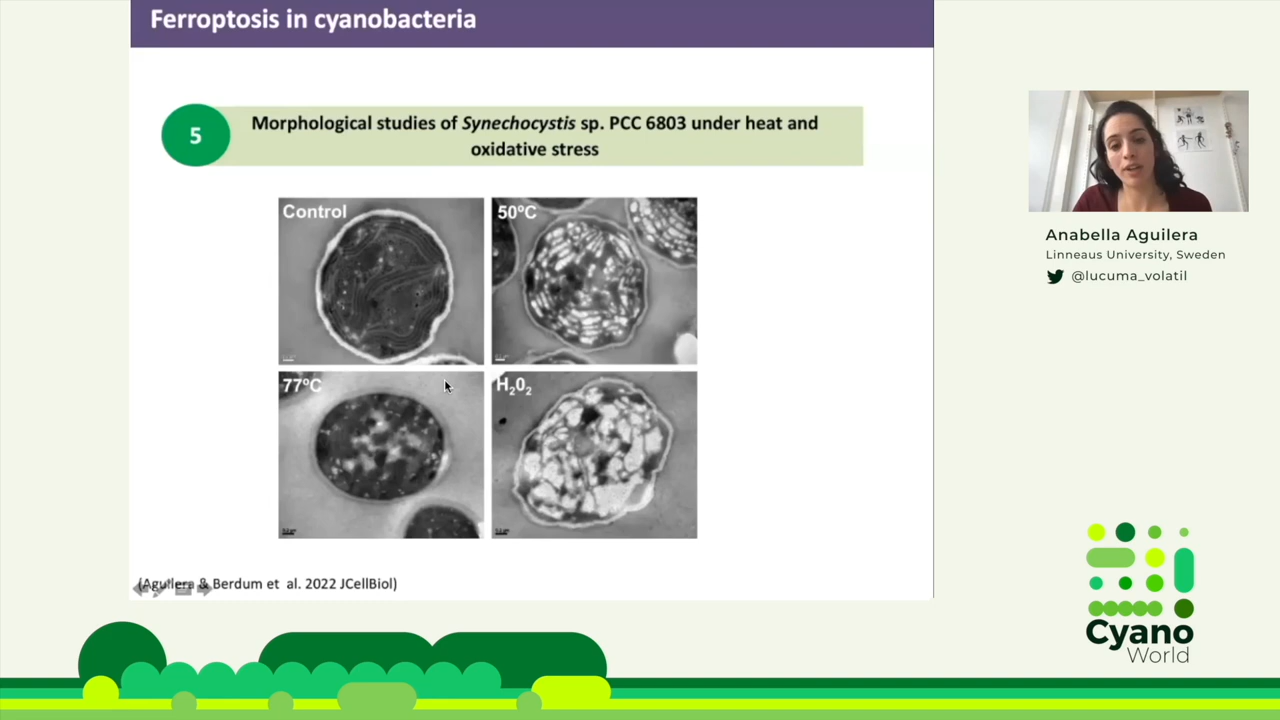 Ferroptosis in cyanobacteria
5
Morphological studies of Synechocystis sp. PCC 6803 under heat and
oxidative stress
Control
50ºC
77ºC
H₂0₂
(Aguilera & Berdum et al. 2022 JCellBiol)
Anabella Aguilera
Linneaus University, Sweden
@lucuma_volatil
Cyano
World